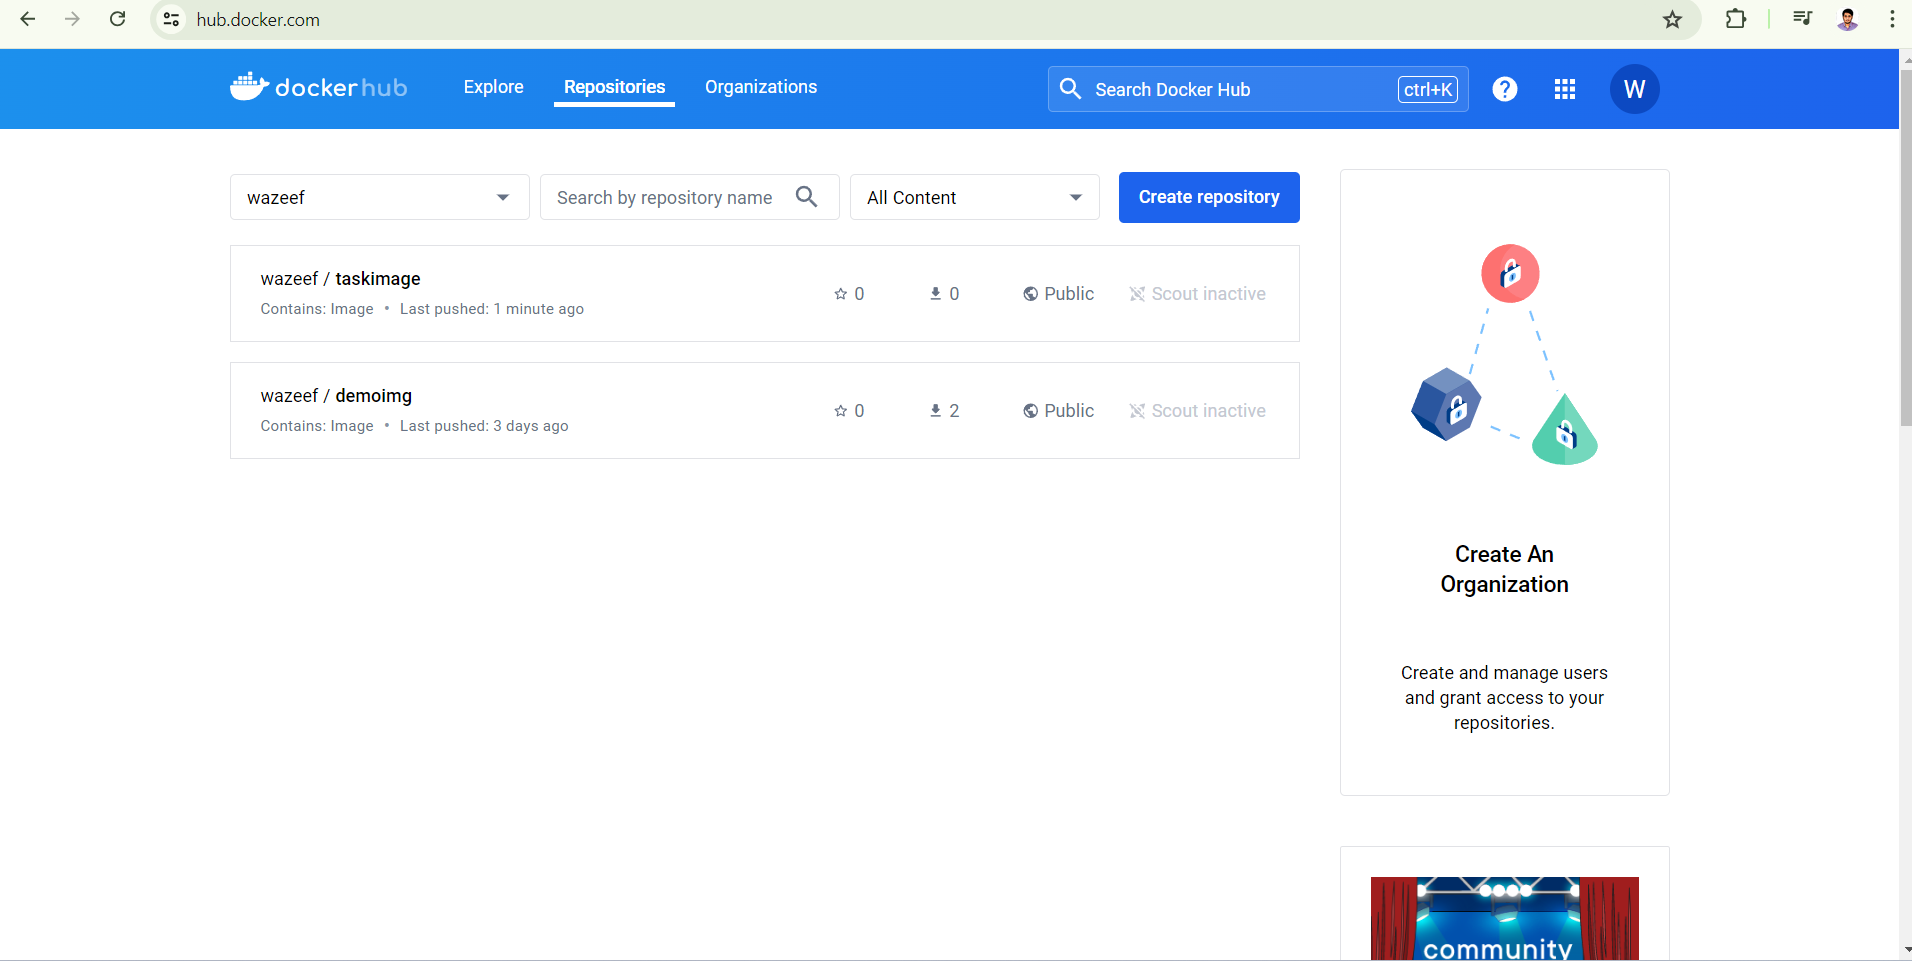 hub.docker.com
dockerhub
Explore
Repositories
Organizations
Search Docker Hub
ctrl+K
?
W
wazeef
Search by repository name
All Content
Create repository
wazeef / taskimage
Contains: Image • Last pushed: 1 minute ago
0
0
Public
Scout inactive
wazeef / demoimg
Contains: Image • Last pushed: 3 days ago
0
2
Public
Scout inactive
Create An
Organization
Create and manage users
and grant access to your
repositories.
community